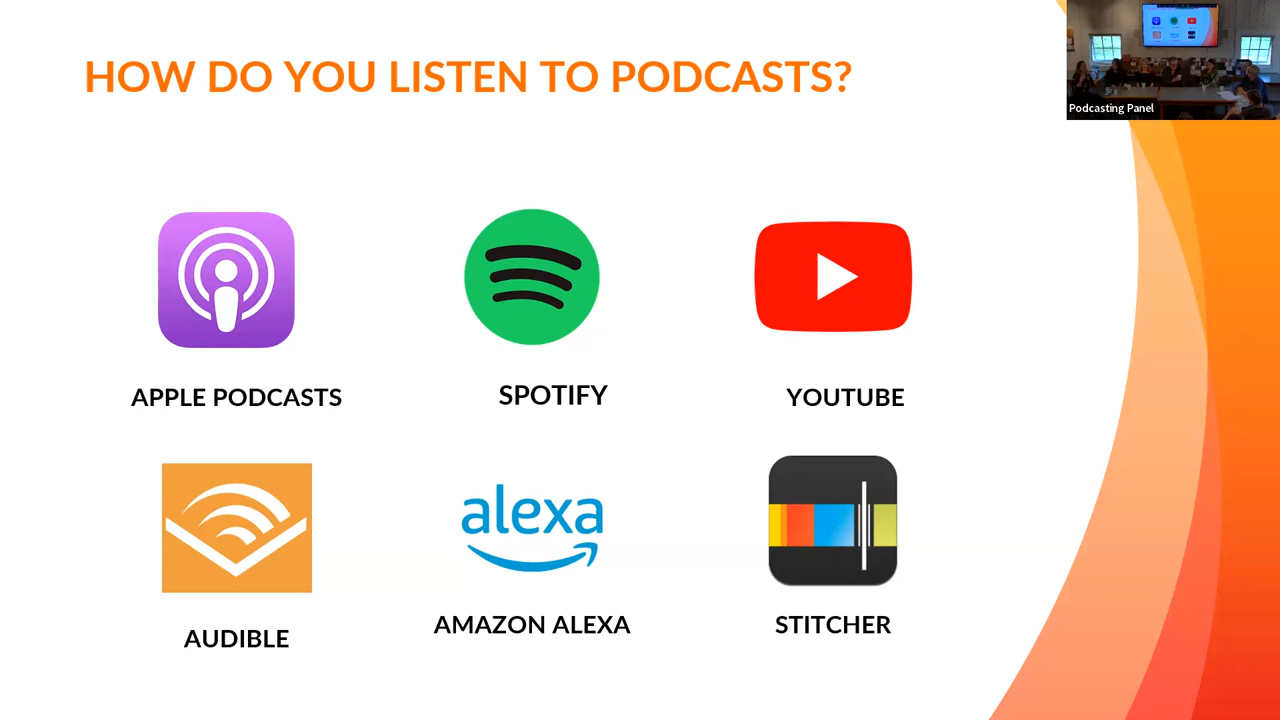 HOW DO YOU LISTEN TO PODCASTS?
Podcasting Panel
APPLE PODCASTS
SPOTIFY
YOUTUBE
alexa
AUDIBLE
AMAZON ALEXA
STITCHER